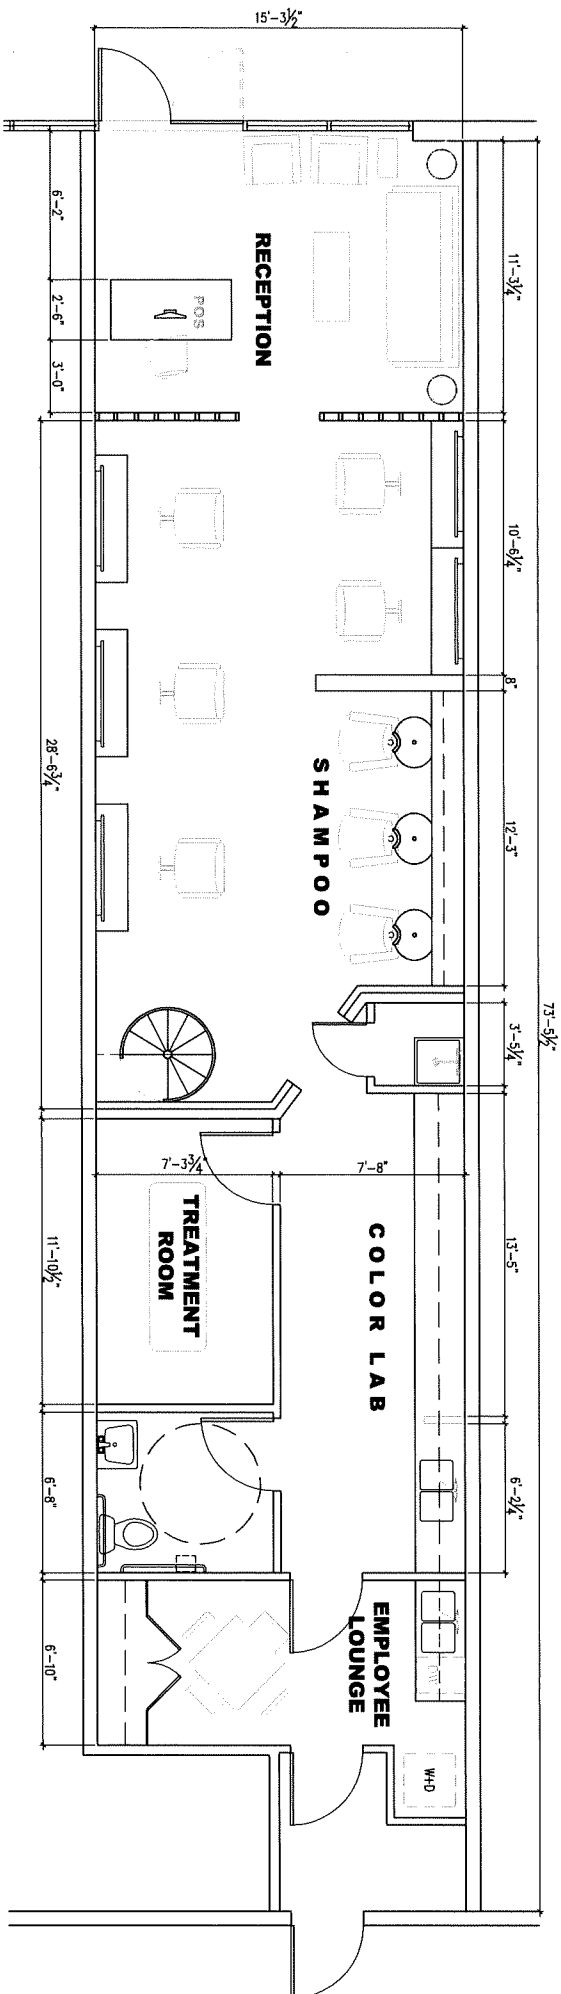 15'-3½"
6'-2"
2'-6"
3'-0"
11'-3¼"
POS
RECEPTION
10'-6¼"
8"
12'-3"
73'-5½"
28'-6¾"
SHAMPOO
3'-5¼"
7'-3¾"
7'-8"
TREATMENT
ROOM
11'-10½"
COLOR LAB
13'-5"
6'-2¼"
6'-8"
EMPLOYEE
LOUNGE
6'-10"
W+D